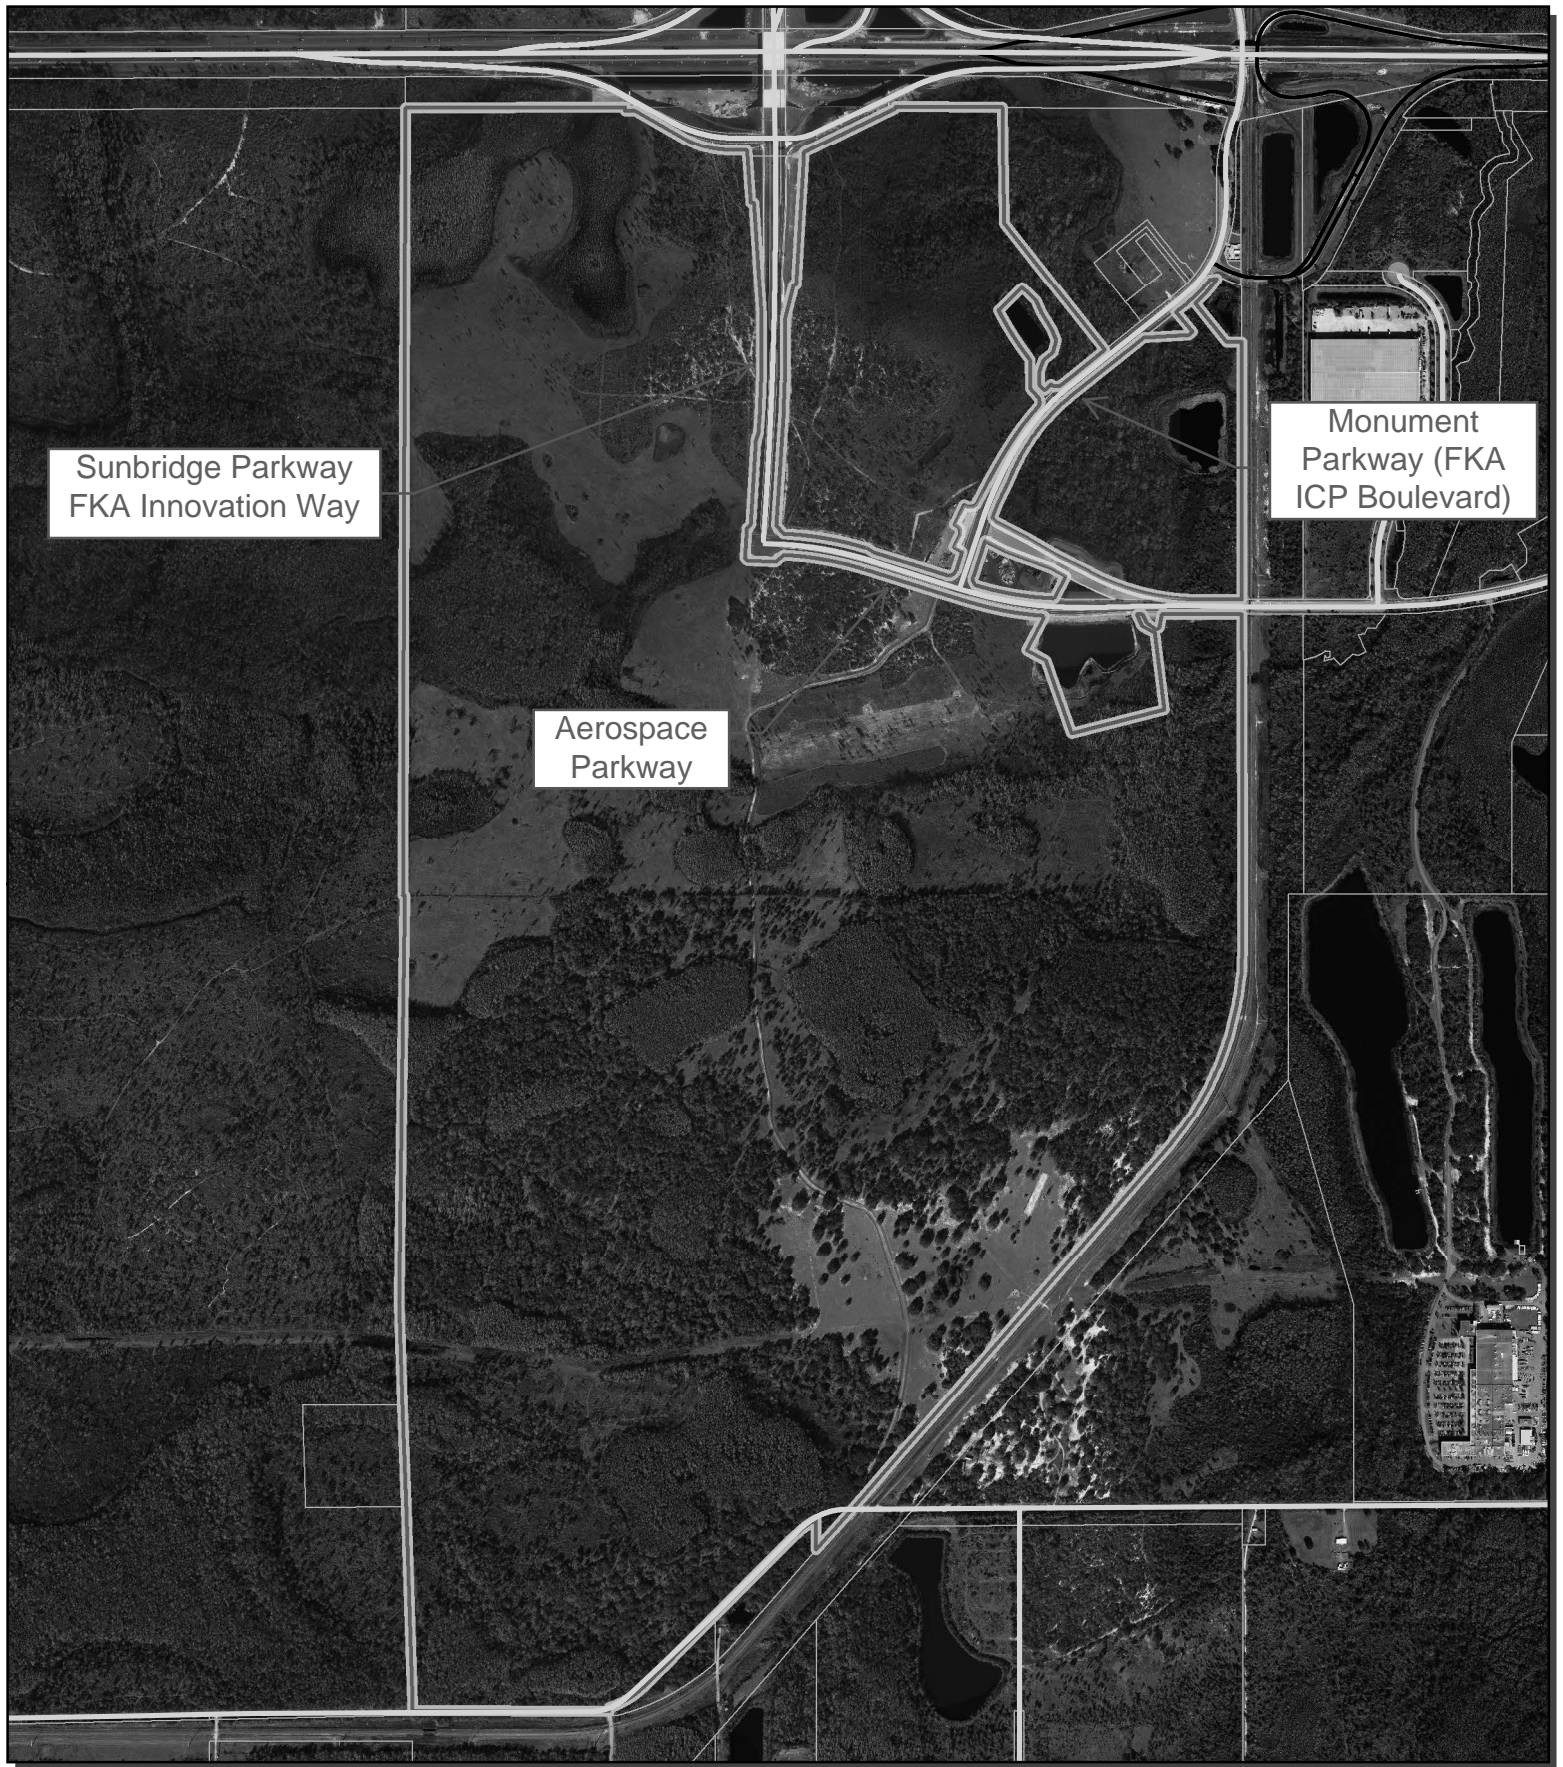 Sunbridge Parkway
FKA Innovation Way
Monument
Parkway (FKA
ICP Boulevard)
Aerospace
Parkway